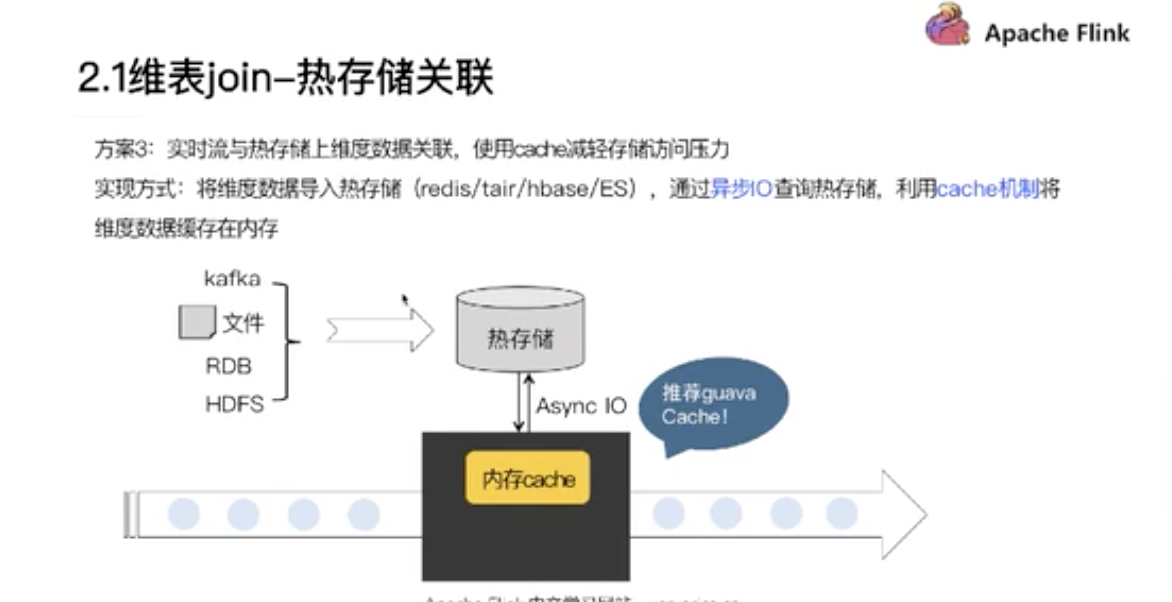 Apache Flink
2.1维表join-热存储关联
方案3：实时流与热存储上维度数据关联，使用cache减轻存储访问压力
实现方式：将维度数据导入热存储（redis/tair/hbase/ES），通过异步IO查询热存储，利用cache机制将
维度数据缓存在内存
kafka
文件
RDB
HDFS
热存储
Async IO
推荐guava
Cache！
内存cache